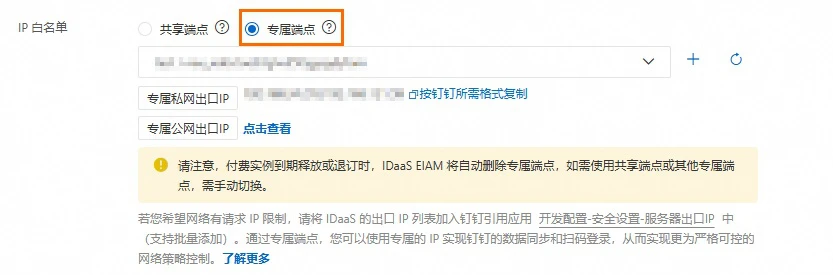 IP 白名单 共享端点 专属端点
专属私网出口IP 按钉钉所需格式复制
专属公网出口IP 点击查看
请注意，付费实例到期释放或退订时，IDaaS EIAM 将自动删除专属端点，如需使用共享端点或其他专属端
点，需手动切换。
若您希望网络有请求 IP 限制，请将 IDaaS 的出口 IP 列表加入钉钉引用应用 开发配置-安全设置-服务器出口IP 中
（支持批量添加）。通过专属端点，您可以使用专属的 IP 实现钉钉的数据同步和扫码登录，从而实现更为严格可控的
网络策略控制。了解更多